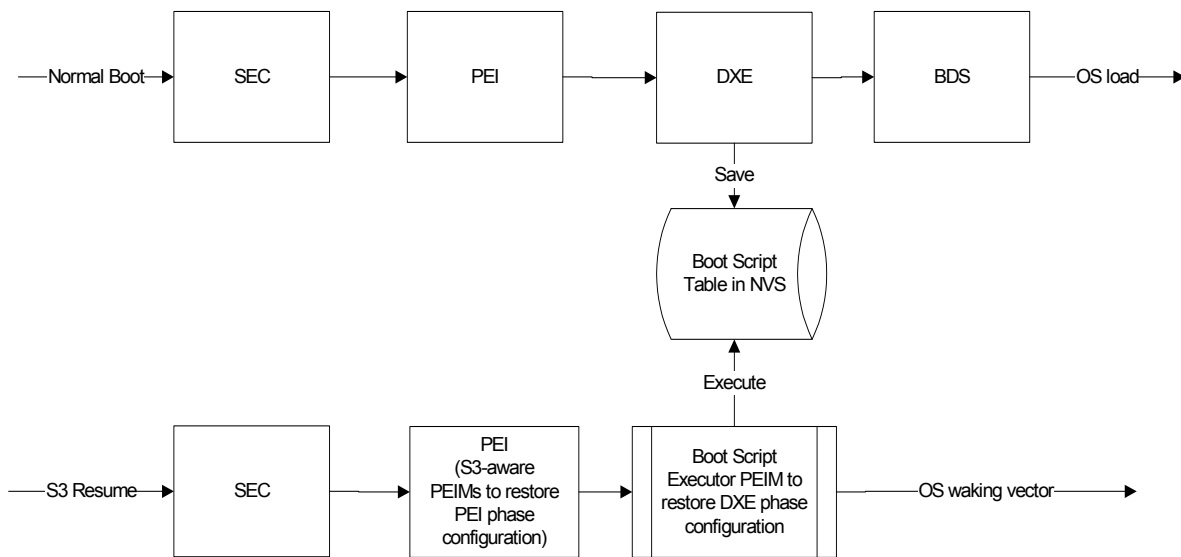 Normal Boot
SEC
PEI
DXE
BDS
OS load
Save
Boot Script
Table in NVS
Execute
S3 Resume
SEC
PEI
(S3-aware
PEIMs to restore
PEI phase
configuration)
Boot Script
Executor PEIM to
restore DXE phase
configuration
OS waking vector